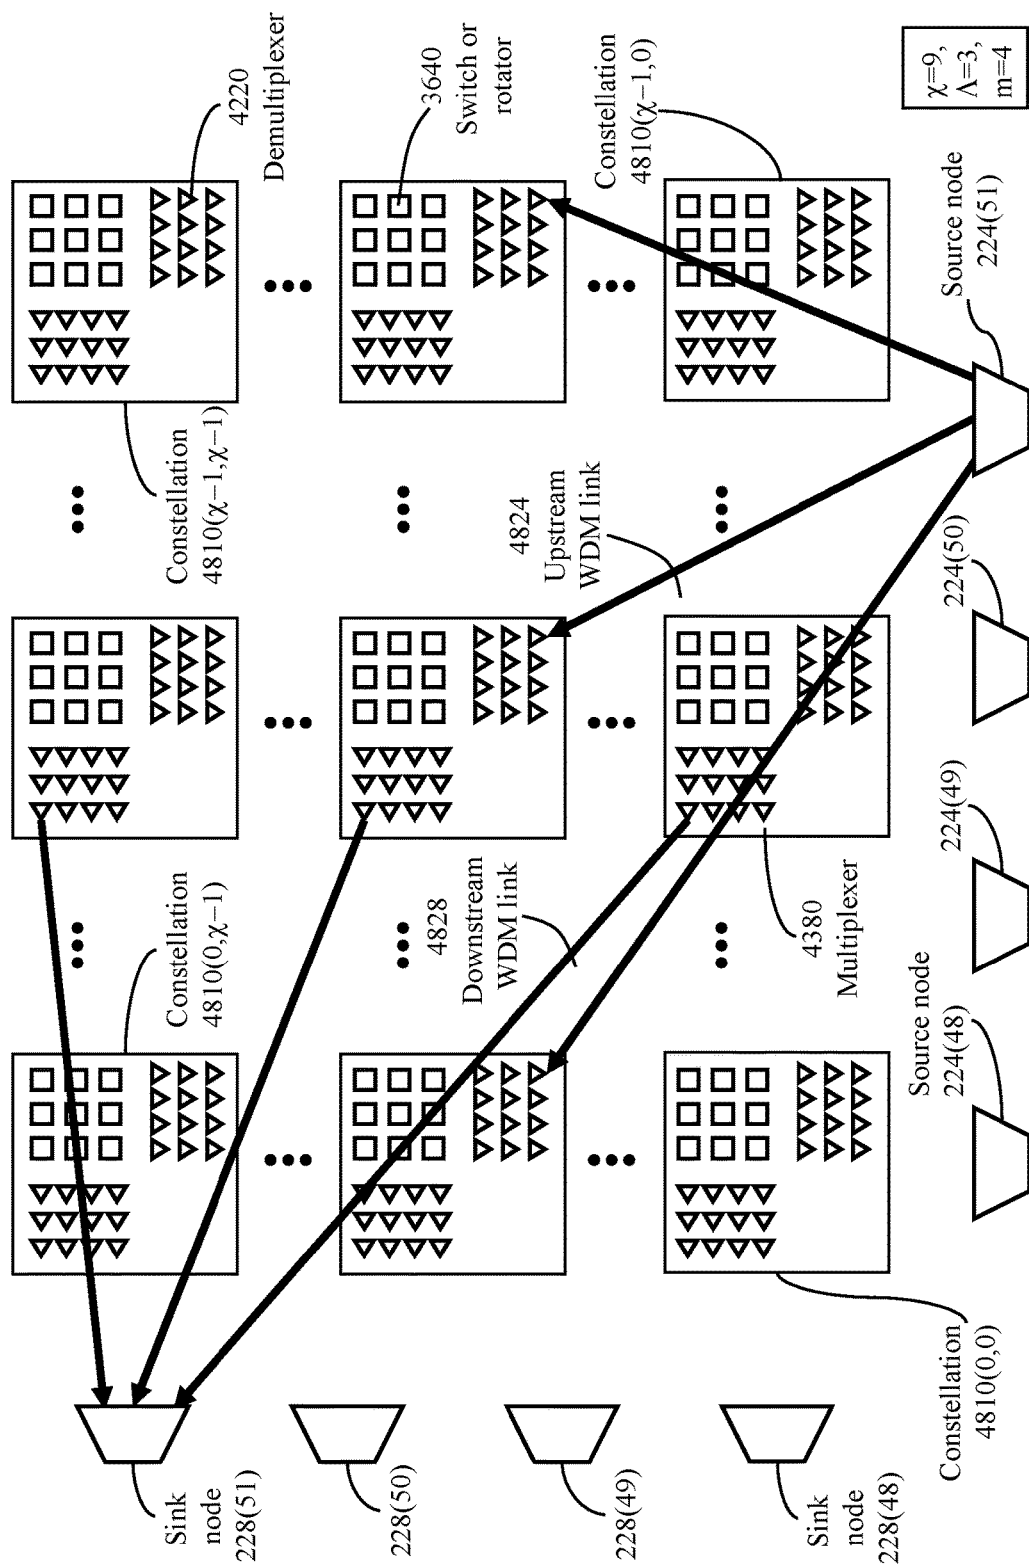 Sink
node
228(51)
Constellation
4810(0,χ−1)
Constellation
4810(χ−1,χ−1)
4220
Demultiplexer
228(50)
4828
Downstream
WDM link
4824
Upstream
WDM link
3640
Switch or
rotator
228(49)
Sink
node
228(48)
4380
Multiplexer
Constellation
4810(χ−1,0)
Constellation
4810(0,0)
Source node
224(48)
224(49)
224(50)
Source node
224(51)
χ=9,
Λ=3,
m=4